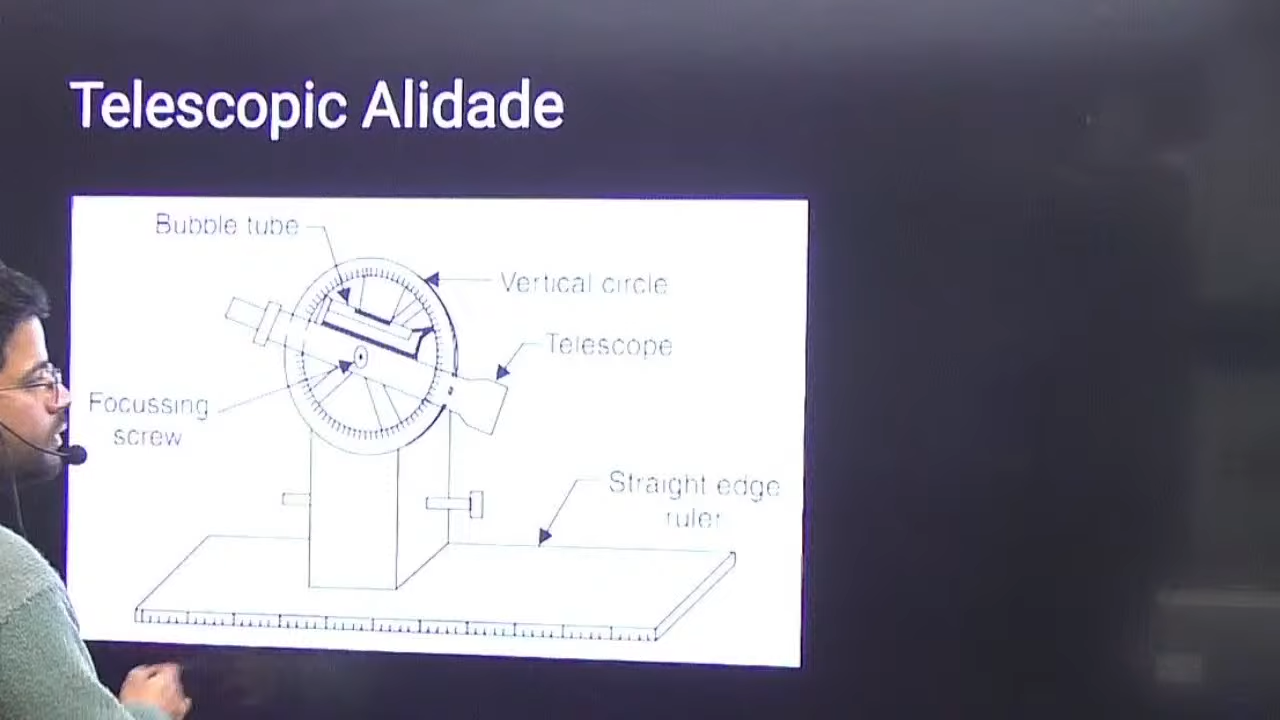 Telescopic Alidade
Bubble tube
Vertical circle
Telescope
Focussing
screw
Straight edge
ruler